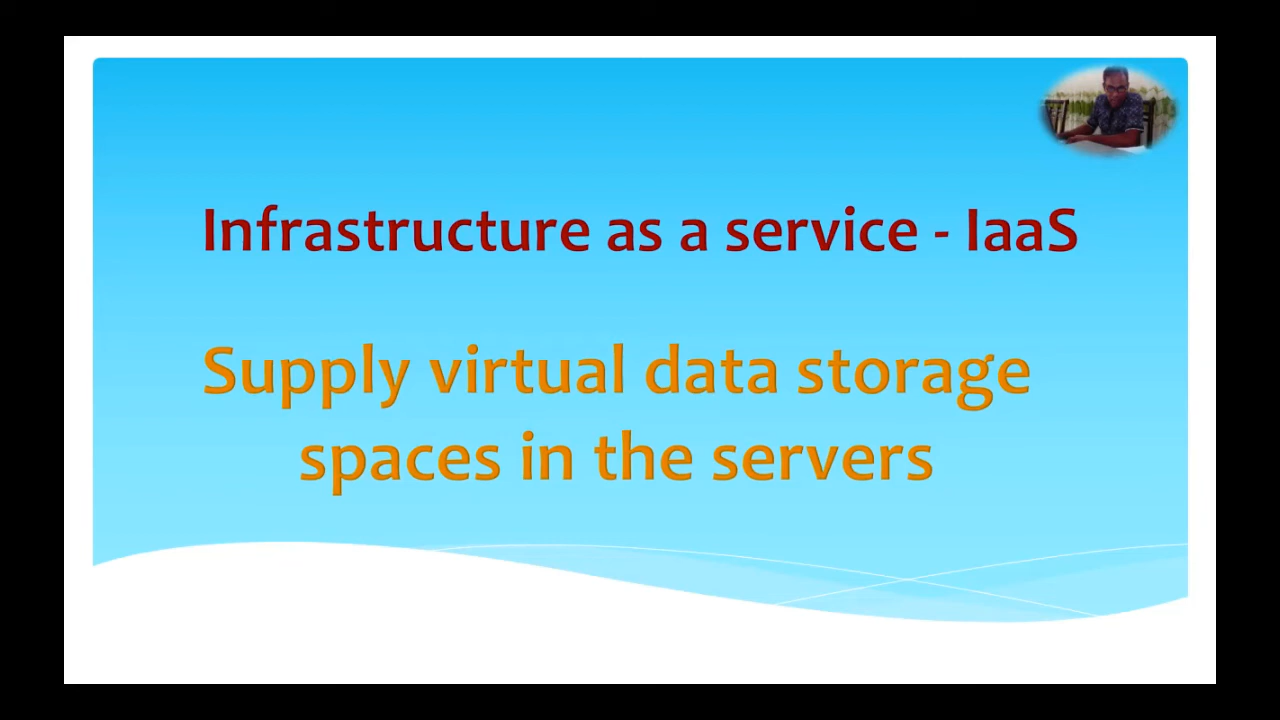 Infrastructure as a service - IaaS
Supply virtual data storage
spaces in the servers